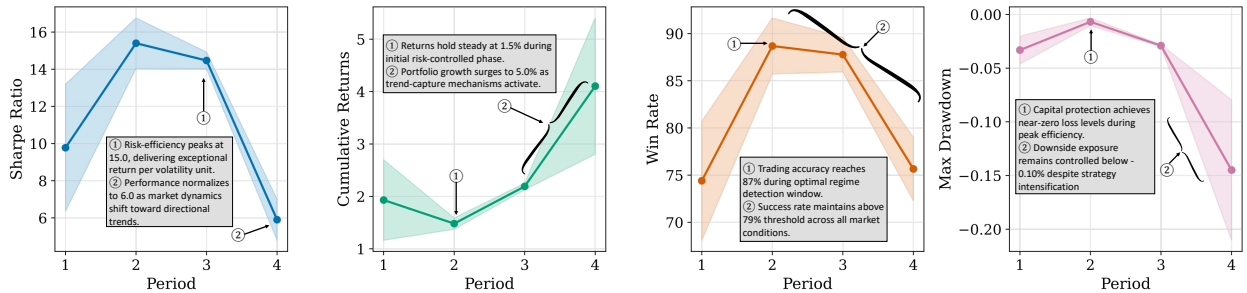 Sharpe Ratio
16
14
12
10
8
6
① Risk-efficiency peaks at
15.0, delivering exceptional
return per volatility unit.
② Performance normalizes
to 6.0 as market dynamics
shift toward directional
trends.
①
②
1 2 3 4
Period
Cumulative Returns
5
4
3
2
1
① Returns hold steady at 1.5% during
initial risk-controlled phase.
② Portfolio growth surges to 5.0% as
trend-capture mechanisms activate.
②
①
1 2 3 4
Period
Win Rate
90
85
80
75
70
①
②
① Trading accuracy reaches
87% during optimal regime
detection window.
② Success rate maintains above
79% threshold across all market
conditions.
1 2 3 4
Period
Max Drawdown
0.00
−0.05
−0.10
−0.15
−0.20
①
① Capital protection achieves
near-zero loss levels during
peak efficiency.
② Downside exposure
remains controlled below -
0.10% despite strategy
intensification
②
1 2 3 4
Period